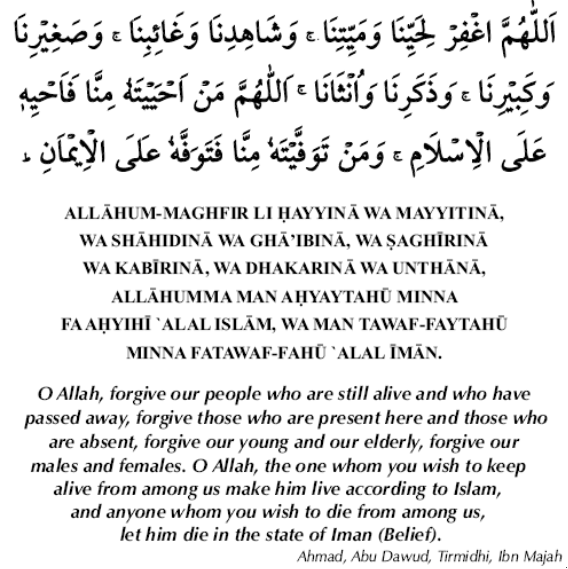 اَللّٰهُمَّ اغْفِرْ لِحَيِّنَا وَمَيِّتِنَا ۔ وَشَاهِدِنَا وَغَائِبِنَا ۔ وَصَغِيْرِنَا
وَكَبِيْرِنَا ۔ وَذَكَرِنَا وَاُنْثَانَا ۔ اَللّٰهُمَّ مَنْ اَحْيَيْتَهٗ مِنَّا فَاَحْيِهٖ
عَلَى الْاِسْلَامِ ۔ وَمَنْ تَوَفَّيْتَهٗ مِنَّا فَتَوَفَّهٗ عَلَى الْاِيْمَانِ ۔
ALLĀHUM-MAGHFIR LI ḤAYYINĀ WA MAYYITINĀ,
WA SHĀHIDINĀ WA GHĀ’IBINĀ, WA ṢAGHĪRINĀ
WA KABĪRINĀ, WA DHAKARINĀ WA UNTHĀNĀ,
ALLĀHUMMA MAN AḤYAYTAHŪ MINNA
FA AḤYIHĪ `ALAL ISLĀM, WA MAN TAWAF-FAYTAHŪ
MINNA FATAWAF-FAHŪ `ALAL ĪMĀN.
O Allah, forgive our people who are still alive and who have
passed away, forgive those who are present here and those who
are absent, forgive our young and our elderly, forgive our
males and females. O Allah, the one whom you wish to keep
alive from among us make him live according to Islam,
and anyone whom you wish to die from among us,
let him die in the state of Iman (Belief).
Ahmad, Abu Dawud, Tirmidhi, Ibn Majah